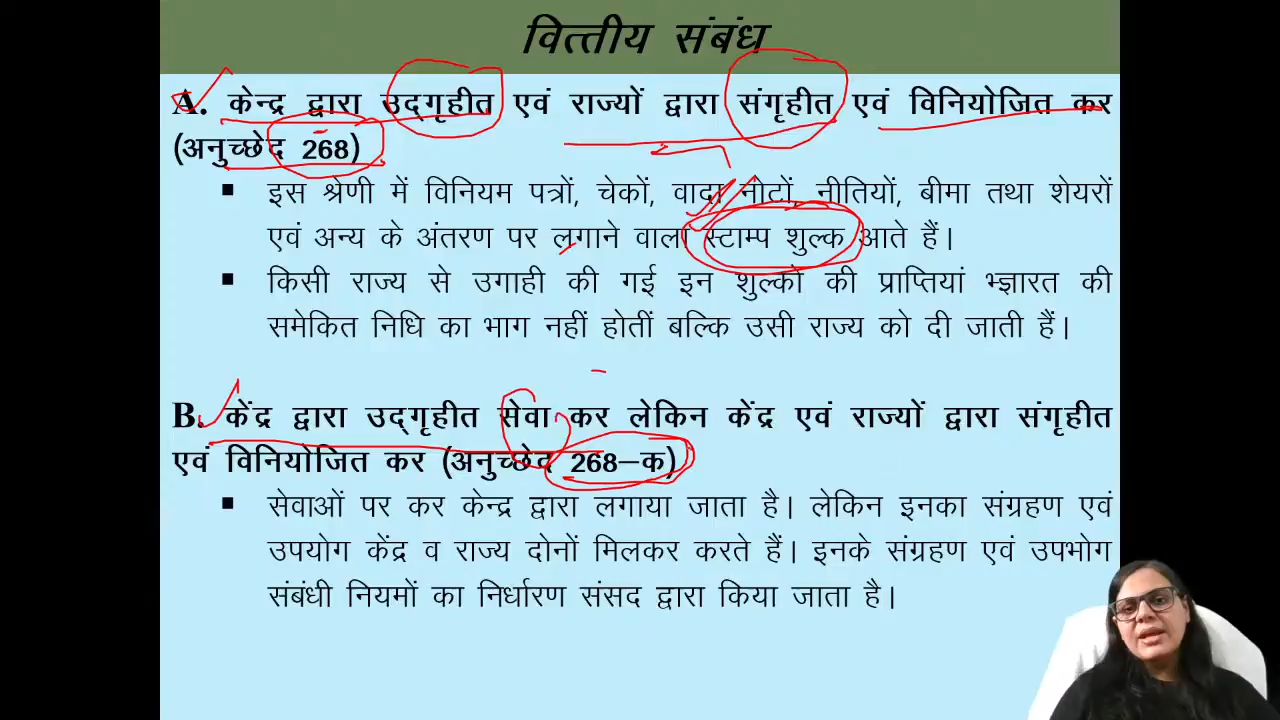 वित्तीय संबंध
A. केन्द्र द्वारा उद्गृहीत एवं राज्यों द्वारा संगृहीत एवं विनियोजित कर
(अनुच्छेद 268)
▪ इस श्रेणी में विनियम पत्रों, चेकों, वादा नोटों, नीतियों, बीमा तथा शेयरों
एवं अन्य के अंतरण पर लगाने वाला स्टाम्प शुल्क आते हैं।
▪ किसी राज्य से उगाही की गई इन शुल्कों की प्राप्तियां भ्ज्ञारत की
समेकित निधि का भाग नहीं होतीं बल्कि उसी राज्य को दी जाती हैं।
B. केंद्र द्वारा उद्गृहीत सेवा कर लेकिन केंद्र एवं राज्यों द्वारा संगृहीत
एवं विनियोजित कर (अनुच्छेद 268–क)
▪ सेवाओं पर कर केन्द्र द्वारा लगाया जाता है। लेकिन इनका संग्रहण एवं
उपयोग केंद्र व राज्य दोनों मिलकर करते हैं। इनके संग्रहण एवं उपभोग
संबंधी नियमों का निर्धारण संसद द्वारा किया जाता है।